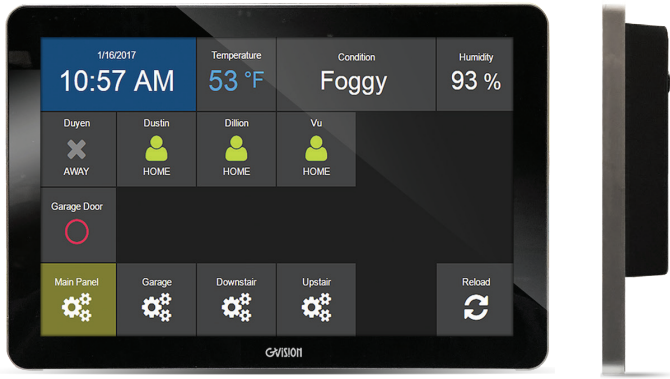 1/16/2017
10:57 AM
Temperature
53 °F
Condition
Foggy
Humidity
93 %
Duyen
AWAY
Dustin
HOME
Dillion
HOME
Vu
HOME
Garage Door
Main Panel
Garage
Downstair
Upstair
Reload
GVISION